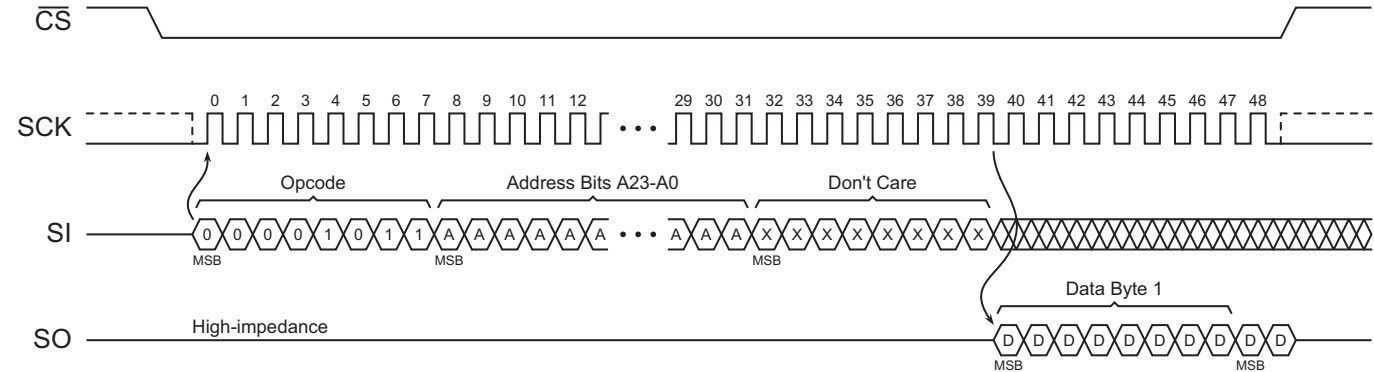 CS
0 1 2 3 4 5 6 7 8 9 10 11 12 29 30 31 32 33 34 35 36 37 38 39 40 41 42 43 44 45 46 47 48
SCK
Opcode Address Bits A23-A0 Don't Care
SI 0 0 0 0 1 0 1 1 A A A A A A A A A X X X X X X X X
MSB MSB MSB
Data Byte 1
High-impedance
SO D D D D D D D D D D
MSB MSB